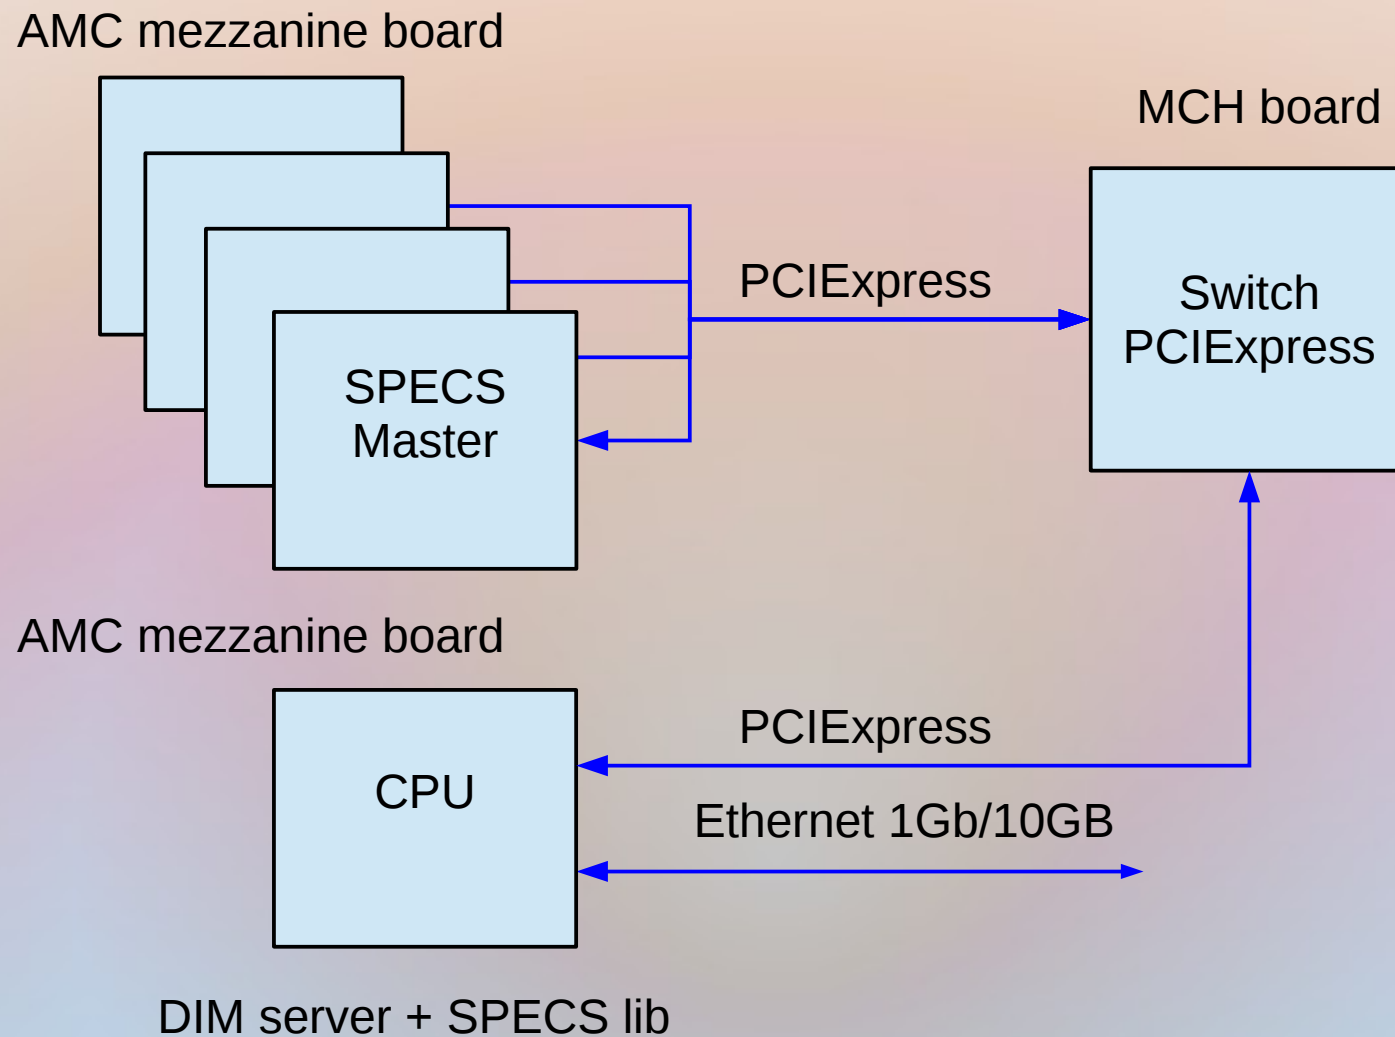 AMC mezzanine board
MCH board
Switch
PCIExpress
PCIExpress
SPECS
Master
AMC mezzanine board
PCIExpress
CPU
Ethernet 1Gb/10GB
DIM server + SPECS lib